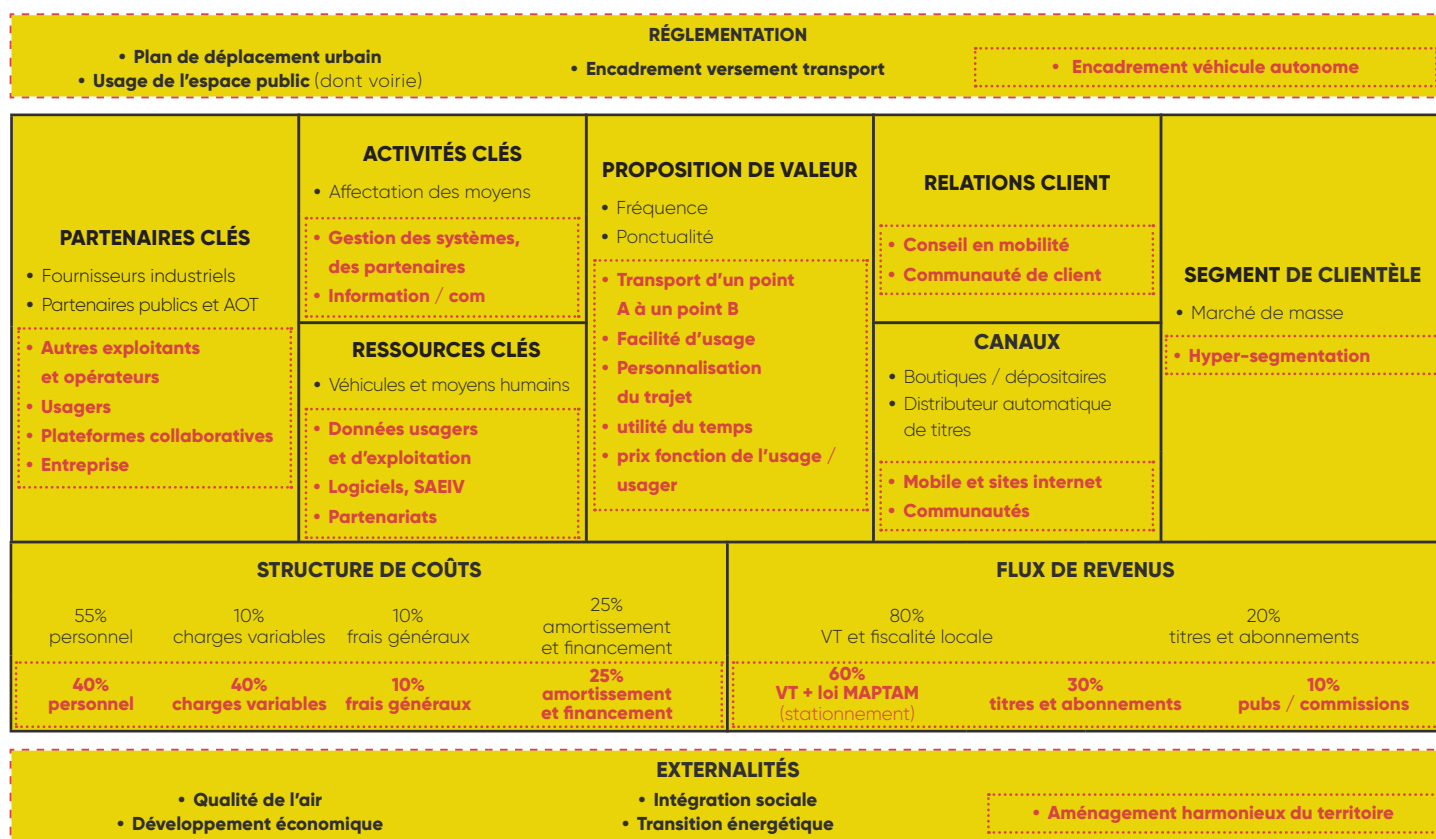 RÉGLEMENTATION
• Plan de déplacement urbain
• Usage de l'espace public (dont voirie)
• Encadrement versement transport
• Encadrement véhicule autonome
PARTENAIRES CLÉS
• Fournisseurs industriels
• Partenaires publics et AOT
• Autres exploitants
et opérateurs
• Usagers
• Plateformes collaboratives
• Entreprise
ACTIVITÉS CLÉS
• Affectation des moyens
• Gestion des systèmes,
des partenaires
• Information / com
RESSOURCES CLÉS
• Véhicules et moyens humains
• Données usagers
et d'exploitation
• Logiciels, SAEIV
• Partenariats
PROPOSITION DE VALEUR
• Fréquence
• Ponctualité
• Transport d'un point
A à un point B
• Facilité d'usage
• Personnalisation
du trajet
• utilité du temps
• prix fonction de l'usage /
usager
RELATIONS CLIENT
• Conseil en mobilité
• Communauté de client
CANAUX
• Boutiques / dépositaires
• Distributeur automatique
de titres
• Mobile et sites internet
• Communautés
SEGMENT DE CLIENTÈLE
• Marché de masse
• Hyper-segmentation
STRUCTURE DE COÛTS
55%
personnel
10%
charges variables
10%
frais généraux
25%
amortissement
et financement
40%
personnel
40%
charges variables
10%
frais généraux
25%
amortissement
et financement
FLUX DE REVENUS
80%
VT et fiscalité locale
20%
titres et abonnements
60%
VT + loi MAPTAM
(stationnement)
30%
titres et abonnements
10%
pubs / commissions
EXTERNALITÉS
• Qualité de l'air
• Développement économique
• Intégration sociale
• Transition énergétique
• Aménagement harmonieux du territoire